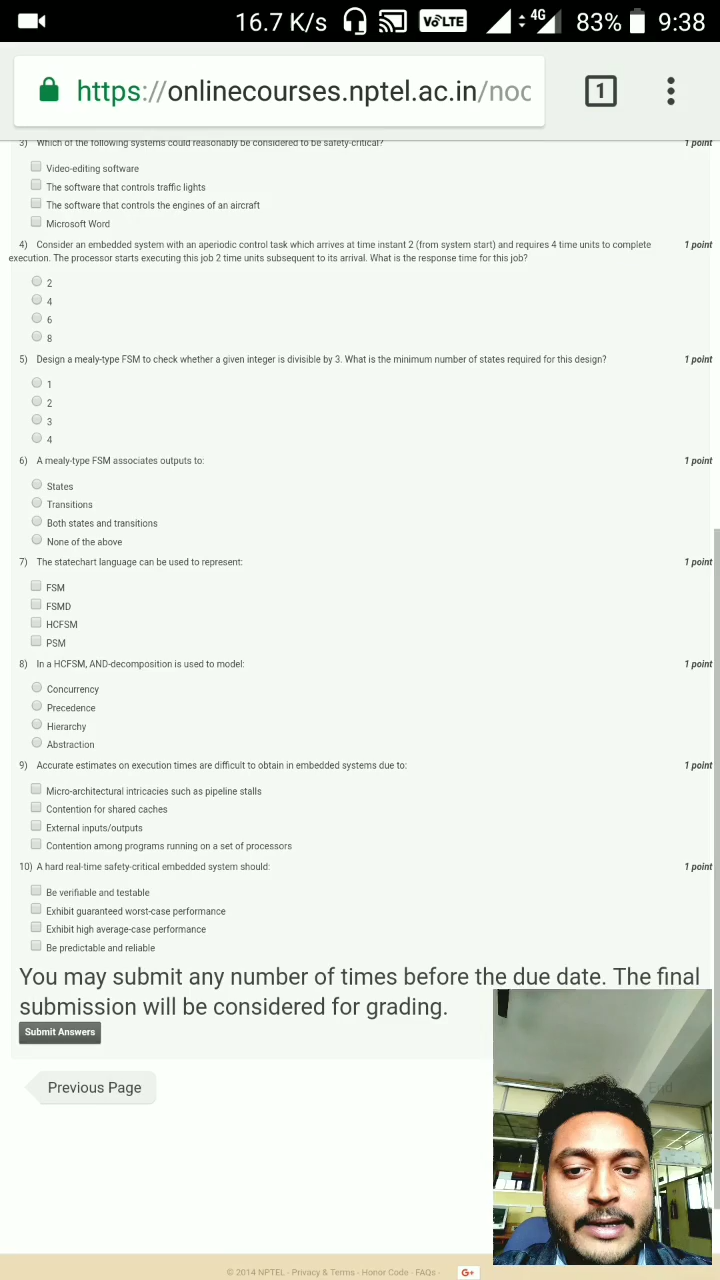 16.7 K/s VoLTE 4G 83% 9:38
https://onlinecourses.nptel.ac.in/noc
1
3) Which of the following systems could reasonably be considered to be safety-critical? 1 point
Video-editing software
The software that controls traffic lights
The software that controls the engines of an aircraft
Microsoft Word
4) Consider an embedded system with an aperiodic control task which arrives at time instant 2 (from system start) and requires 4 time units to complete 1 point
execution. The processor starts executing this job 2 time units subsequent to its arrival. What is the response time for this job?
2
4
6
8
5) Design a mealy-type FSM to check whether a given integer is divisible by 3. What is the minimum number of states required for this design? 1 point
1
2
3
4
6) A mealy-type FSM associates outputs to: 1 point
States
Transitions
Both states and transitions
None of the above
7) The statechart language can be used to represent: 1 point
FSM
FSMD
HCFSM
PSM
8) In a HCFSM, AND-decomposition is used to model: 1 point
Concurrency
Precedence
Hierarchy
Abstraction
9) Accurate estimates on execution times are difficult to obtain in embedded systems due to: 1 point
Micro-architectural intricacies such as pipeline stalls
Contention for shared caches
External inputs/outputs
Contention among programs running on a set of processors
10) A hard real-time safety-critical embedded system should: 1 point
Be verifiable and testable
Exhibit guaranteed worst-case performance
Exhibit high average-case performance
Be predictable and reliable
You may submit any number of times before the due date. The final
submission will be considered for grading.
Submit Answers
Previous Page
End
© 2014 NPTEL - Privacy & Terms - Honor Code - FAQs -
G+